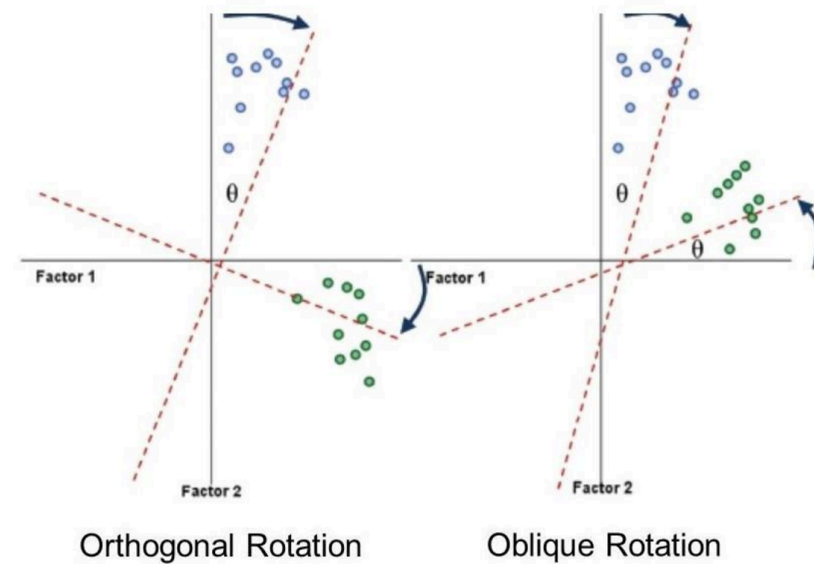 θ
Factor 1
Factor 2
Orthogonal Rotation
θ
θ
Factor 1
Factor 2
Oblique Rotation